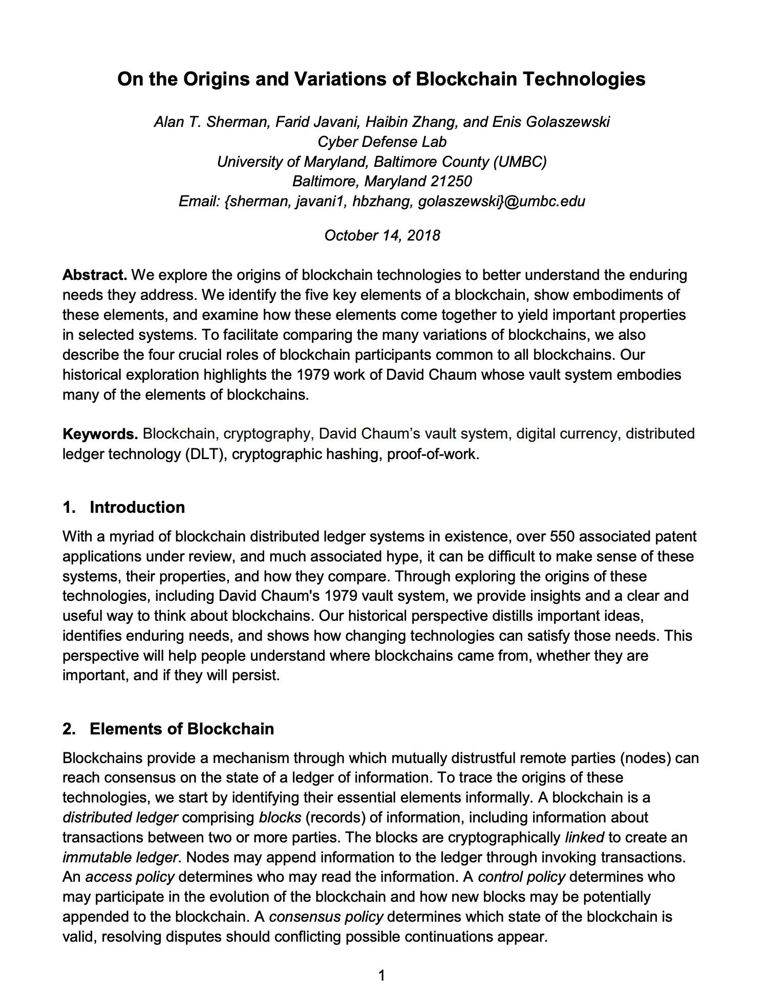 On the Origins and Variations of Blockchain Technologies
Alan T. Sherman, Farid Javani, Haibin Zhang, and Enis Golaszewski
Cyber Defense Lab
University of Maryland, Baltimore County (UMBC)
Baltimore, Maryland 21250
Email: {sherman, javani1, hbzhang, golaszewski}@umbc.edu
October 14, 2018
Abstract. We explore the origins of blockchain technologies to better understand the enduring
needs they address. We identify the five key elements of a blockchain, show embodiments of
these elements, and examine how these elements come together to yield important properties
in selected systems. To facilitate comparing the many variations of blockchains, we also
describe the four crucial roles of blockchain participants common to all blockchains. Our
historical exploration highlights the 1979 work of David Chaum whose vault system embodies
many of the elements of blockchains.
Keywords. Blockchain, cryptography, David Chaum’s vault system, digital currency, distributed
ledger technology (DLT), cryptographic hashing, proof-of-work.
1. Introduction
With a myriad of blockchain distributed ledger systems in existence, over 550 associated patent
applications under review, and much associated hype, it can be difficult to make sense of these
systems, their properties, and how they compare. Through exploring the origins of these
technologies, including David Chaum's 1979 vault system, we provide insights and a clear and
useful way to think about blockchains. Our historical perspective distills important ideas,
identifies enduring needs, and shows how changing technologies can satisfy those needs. This
perspective will help people understand where blockchains came from, whether they are
important, and if they will persist.
2. Elements of Blockchain
Blockchains provide a mechanism through which mutually distrustful remote parties (nodes) can
reach consensus on the state of a ledger of information. To trace the origins of these
technologies, we start by identifying their essential elements informally. A blockchain is a
distributed ledger comprising blocks (records) of information, including information about
transactions between two or more parties. The blocks are cryptographically linked to create an
immutable ledger. Nodes may append information to the ledger through invoking transactions.
An access policy determines who may read the information. A control policy determines who
may participate in the evolution of the blockchain and how new blocks may be potentially
appended to the blockchain. A consensus policy determines which state of the blockchain is
valid, resolving disputes should conflicting possible continuations appear.
1